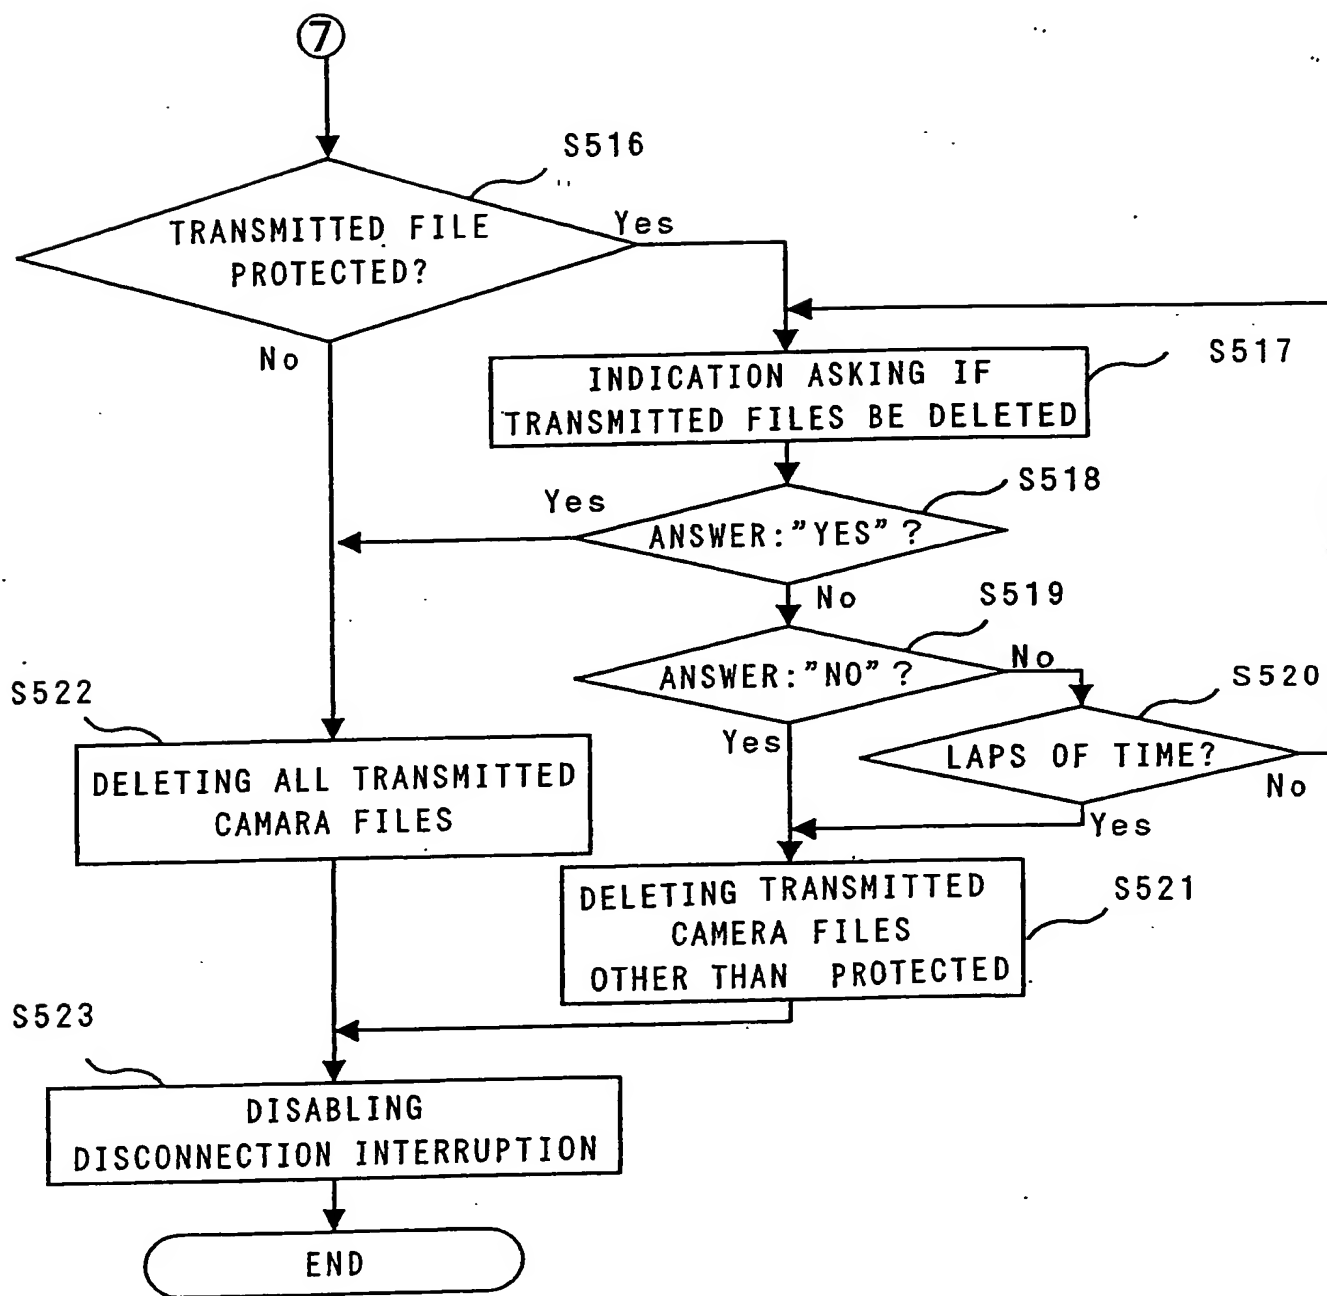 7
S516
TRANSMITTED FILE
PROTECTED?
Yes
No
S517
INDICATION ASKING IF
TRANSMITTED FILES BE DELETED
S518
Yes
ANSWER:"YES"?
No
S519
ANSWER:"NO"?
No
S520
Yes
LAPS OF TIME?
No
Yes
S522
DELETING ALL TRANSMITTED
CAMARA FILES
S521
DELETING TRANSMITTED
CAMERA FILES
OTHER THAN PROTECTED
S523
DISABLING
DISCONNECTION INTERRUPTION
END